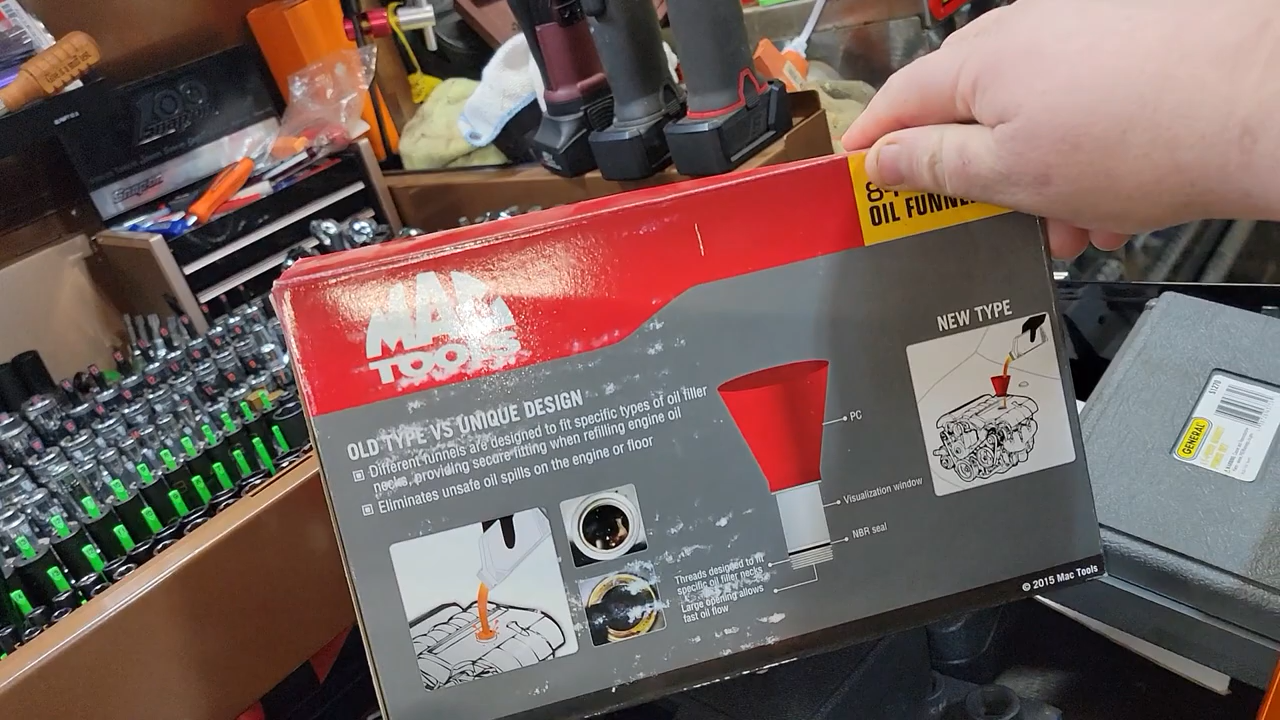 Snap-on
OIL FUNNEL
MAC
TOOLS
NEW TYPE
OLD TYPE VS UNIQUE DESIGN
Different funnels are designed to fit specific types of oil filler
necks, providing secure fitting when refilling engine oil
Eliminates unsafe oil spills on the engine or floor
PC
Visualization window
NBR seal
Threads designed to fit
specific oil filler necks
Large opening allows
fast oil flow
© 2015 Mac Tools
GENERAL